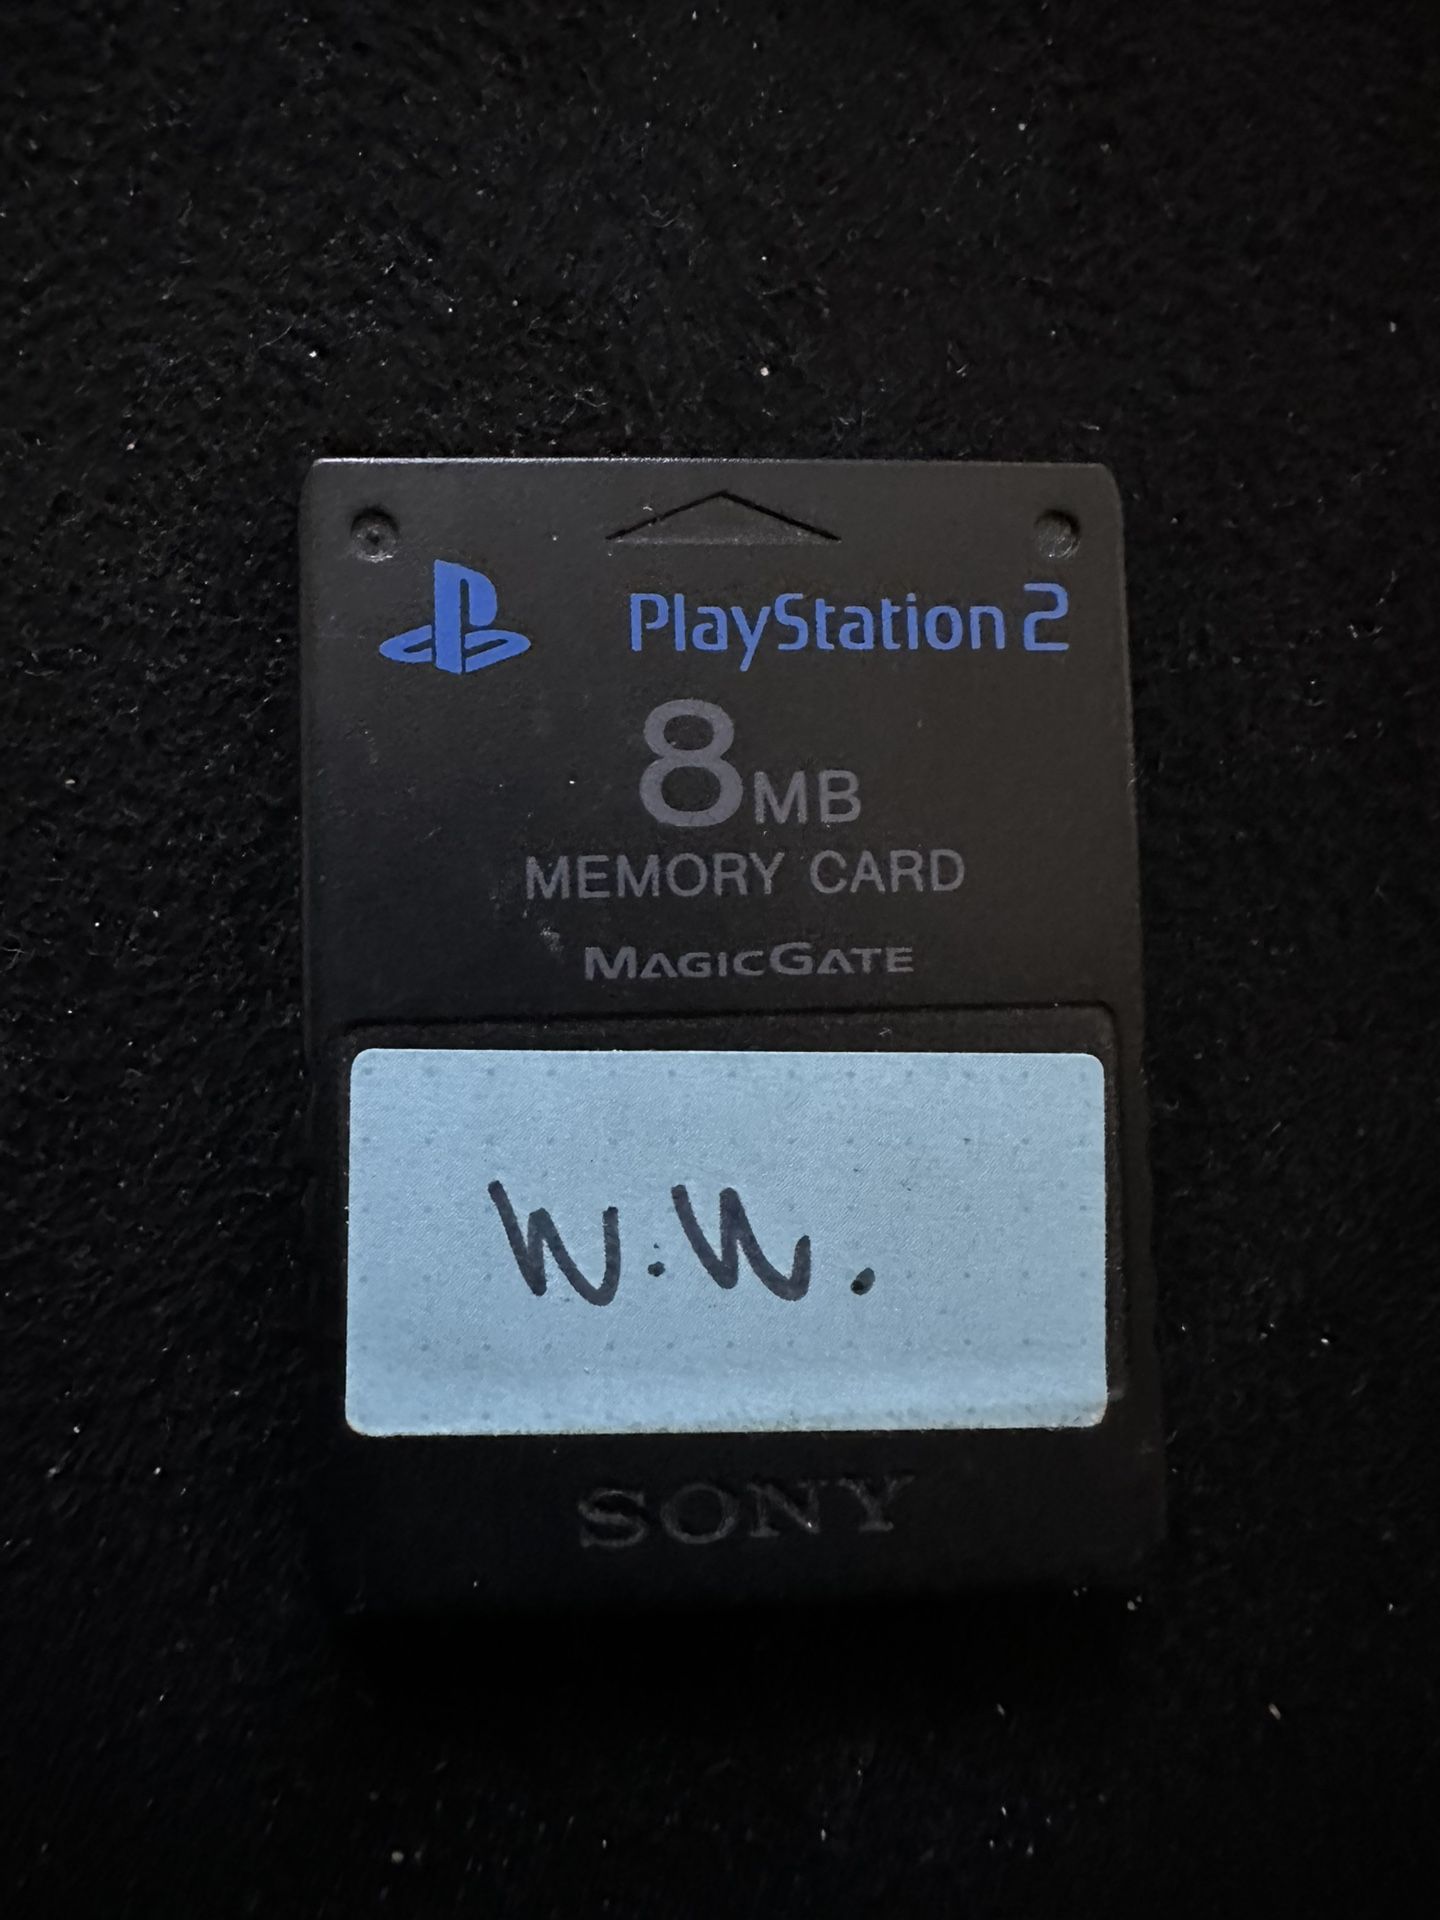 PlayStation 2
8MB
MEMORY CARD
MAGICGATE
W.W.
SONY